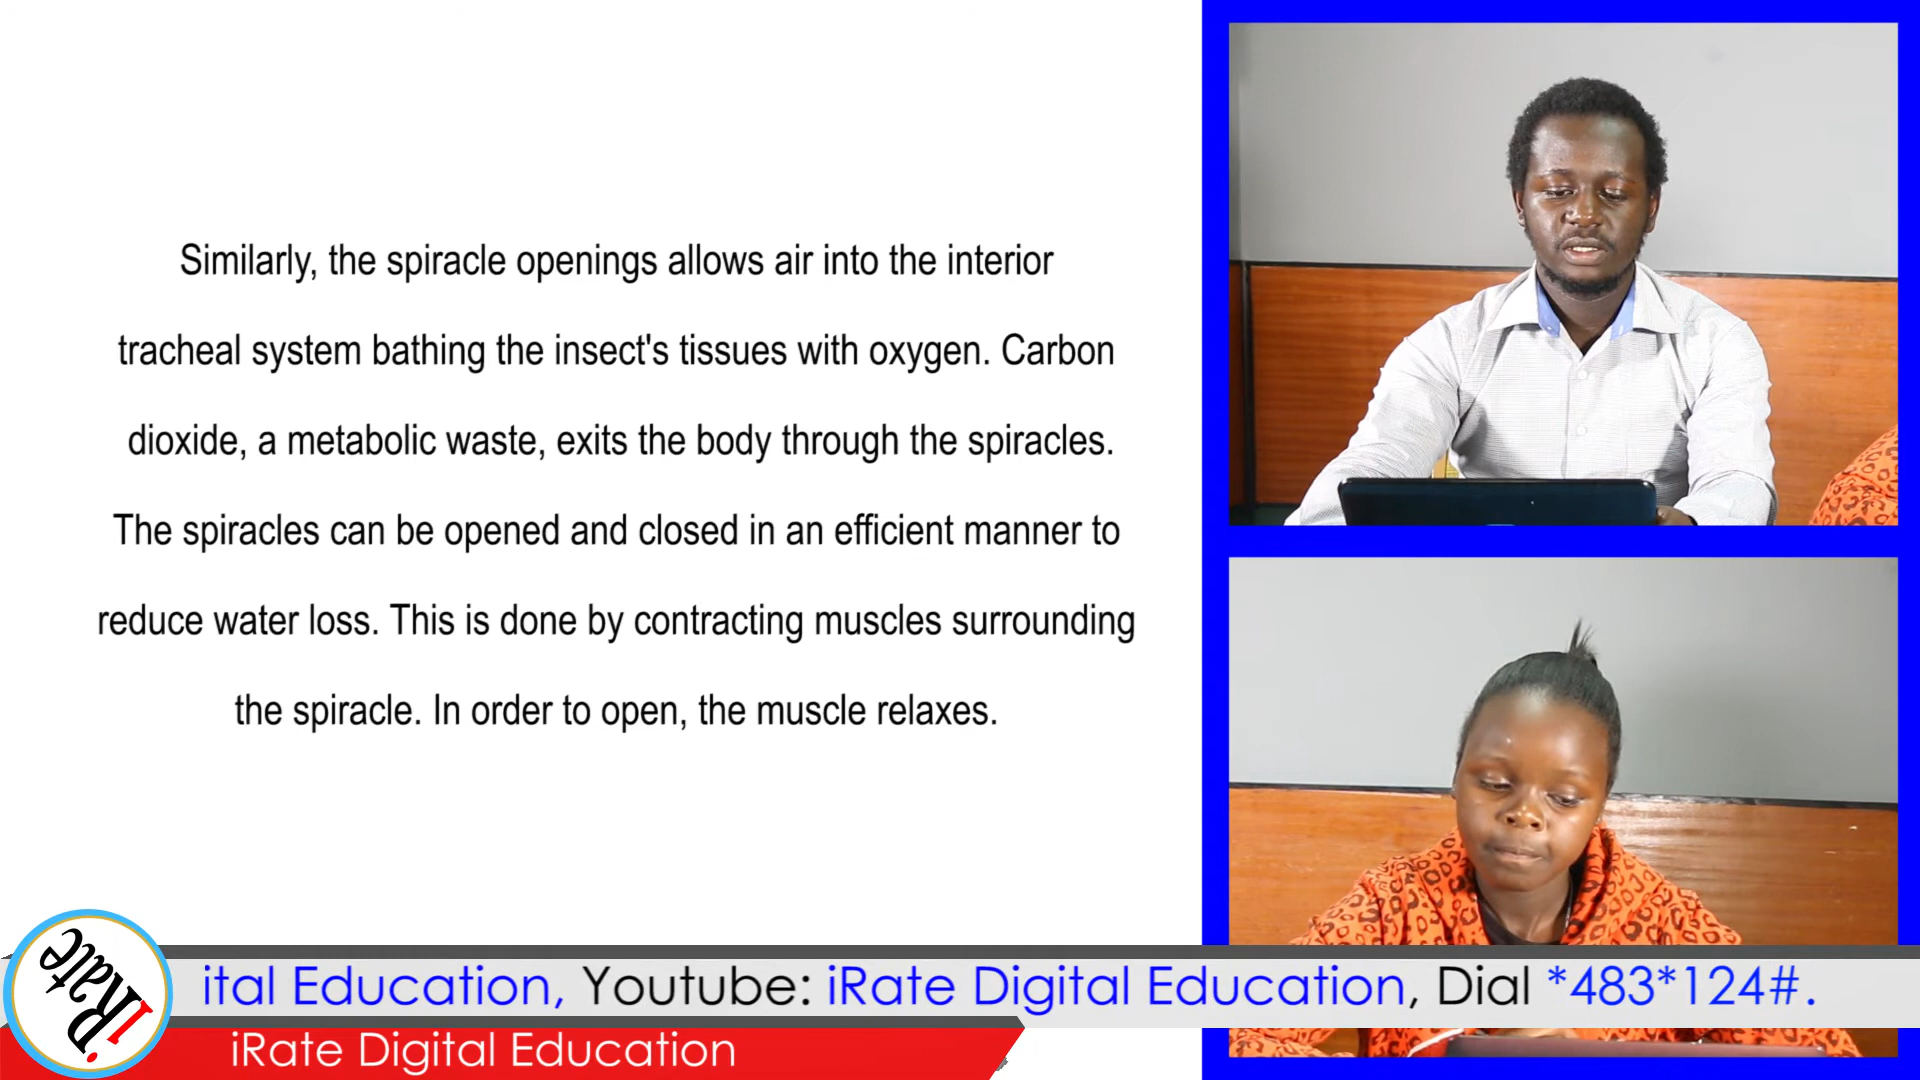 Similarly, the spiracle openings allows air into the interior
tracheal system bathing the insect's tissues with oxygen. Carbon
dioxide, a metabolic waste, exits the body through the spiracles.
The spiracles can be opened and closed in an efficient manner to
reduce water loss. This is done by contracting muscles surrounding
the spiracle. In order to open, the muscle relaxes.
iRate
ital Education, Youtube: iRate Digital Education, Dial *483*124#.
iRate Digital Education